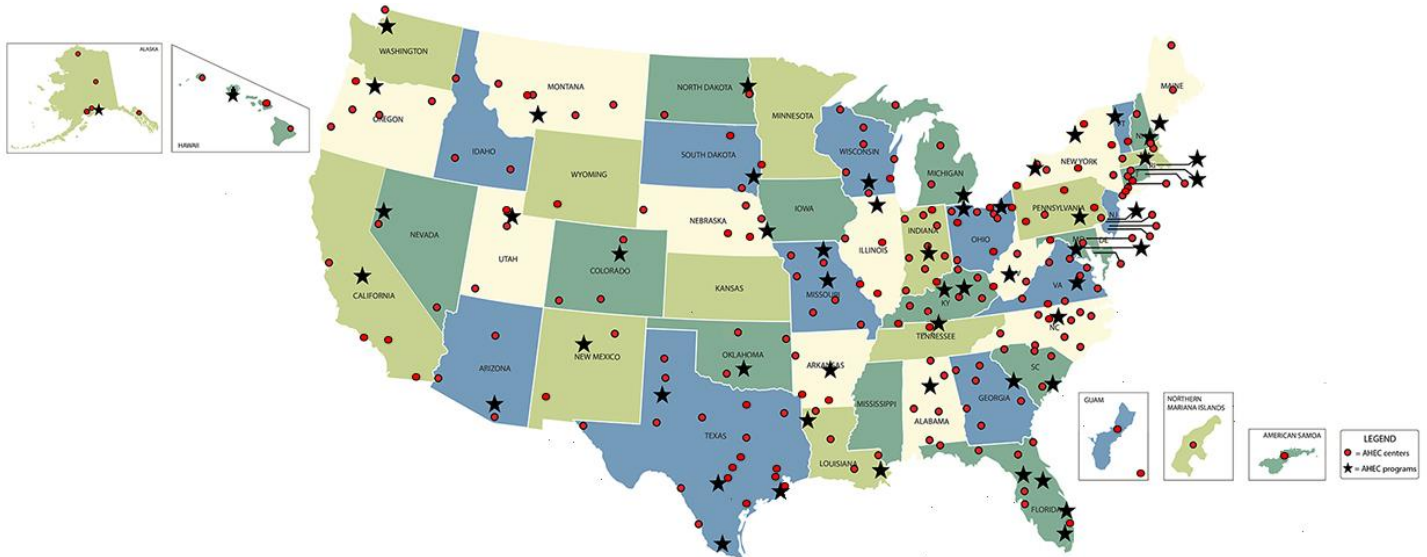 ALASKA
HAWAII
WASHINGTON
OREGON
MONTANA
IDAHO
WYOMING
NORTH DAKOTA
SOUTH DAKOTA
MINNESOTA
WISCONSIN
MICHIGAN
MAINE
VT
NEW YORK
PENNSYLVANIA
NJ
MD
DE
NEBRASKA
IOWA
ILLINOIS
INDIANA
OHIO
VA
NEVADA
UTAH
COLORADO
KANSAS
MISSOURI
KY
CALIFORNIA
ARIZONA
NEW MEXICO
OKLAHOMA
ARKANSAS
TENNESSEE
NC
SC
TEXAS
LOUISIANA
MISSISSIPPI
ALABAMA
GEORGIA
FLORIDA
GUAM
NORTHERN
MARIANA ISLANDS
AMERICAN SAMOA
LEGEND
= AHEC centers
= AHEC programs